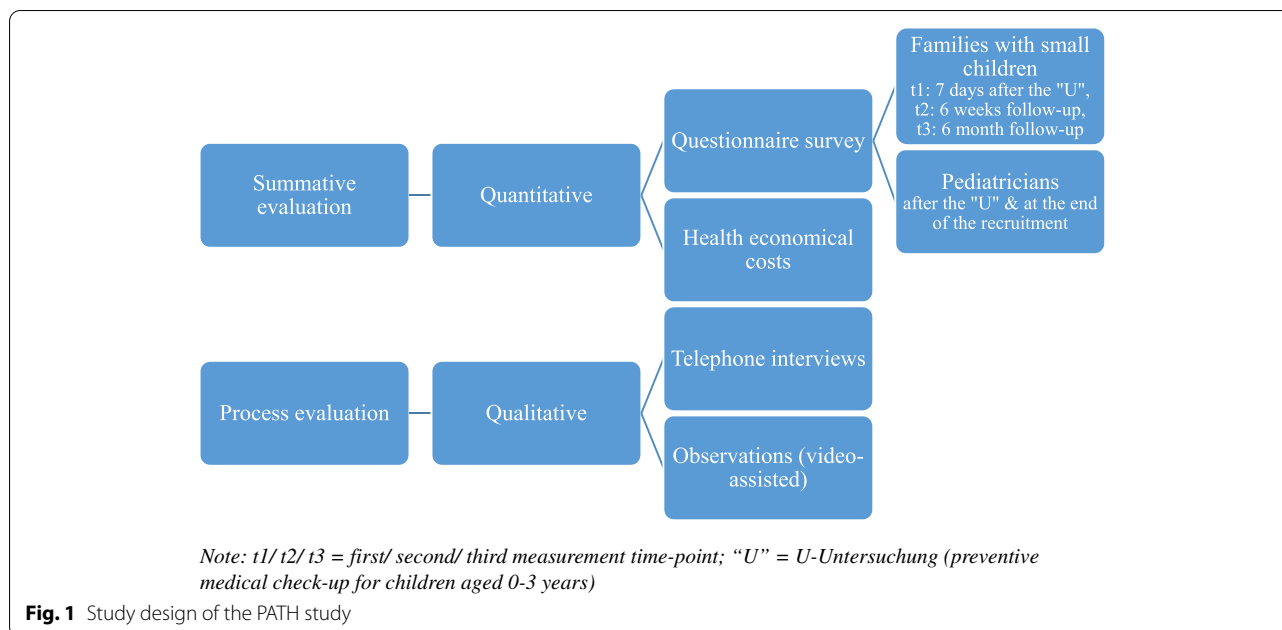 Families with small
children
t1: 7 days after the "U",
t2: 6 weeks follow-up,
t3: 6 month follow-up
Questionnaire survey
Pediatricians
after the "U" & at the end
of the recruitment
Summative
evaluation
Quantitative
Health economical
costs
Telephone interviews
Process evaluation
Qualitative
Observations (video-
assisted)
Note: t1/ t2/ t3 = first/ second/ third measurement time-point; “U” = U-Untersuchung (preventive
medical check-up for children aged 0-3 years)
Fig. 1 Study design of the PATH study